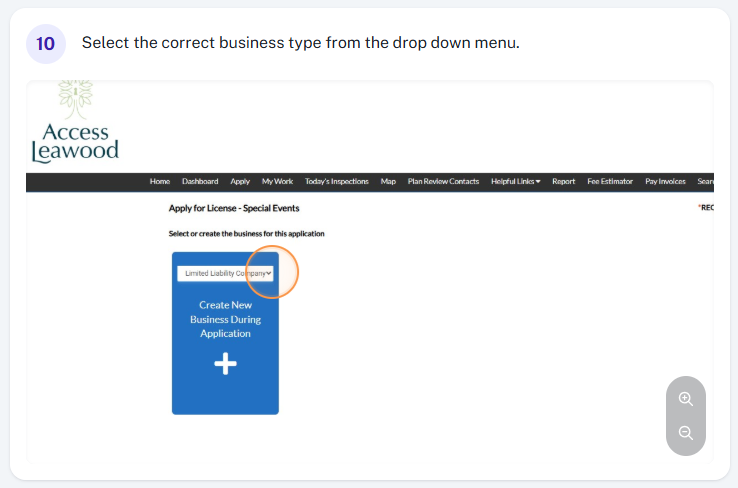 10 Select the correct business type from the drop down menu.
Access
Leawood
Home Dashboard Apply My Work Today's Inspections Map Plan Review Contacts Helpful Links Report Fee Estimator Pay Invoices Sear
Apply for License - Special Events
*REC
Select or create the business for this application
Limited Liability Company
Create New
Business During
Application